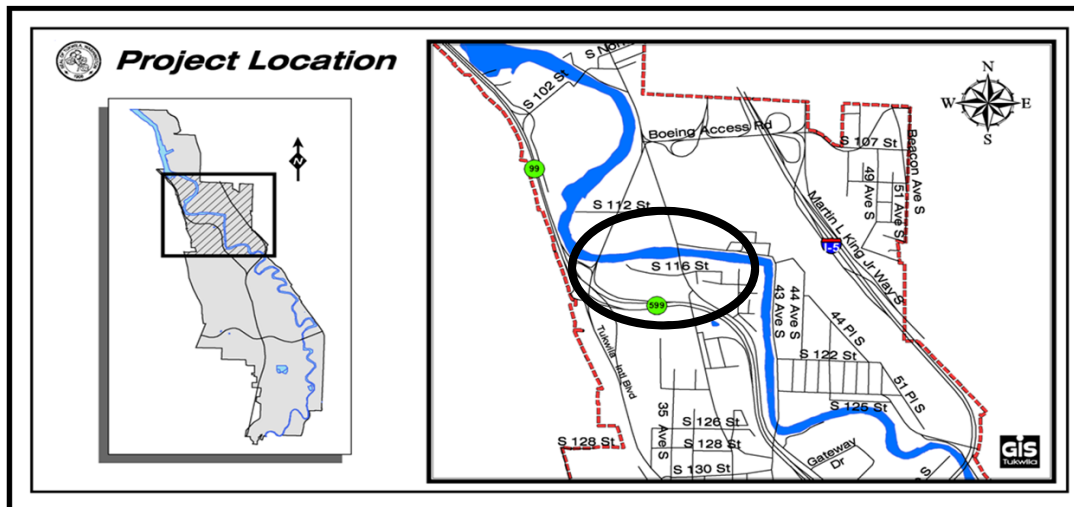 Project Location
N
N
W
E
S
S 102 St
S Nor
Boeing Access Rd
S 107 St
Beacon Ave S
49 Ave S
51 Ave S
99
S 112 St
Martin L King Jr Way S
I-5
S 116 St
599
43 Ave S
44 Ave S
44 Pl S
Tukwila Intl Blvd
S 122 St
51 Pl S
S 125 St
35 Ave S
S 126 St
S 128 St
S 128 St
S 130 St
Gateway Dr
S
GIS
Tukwila